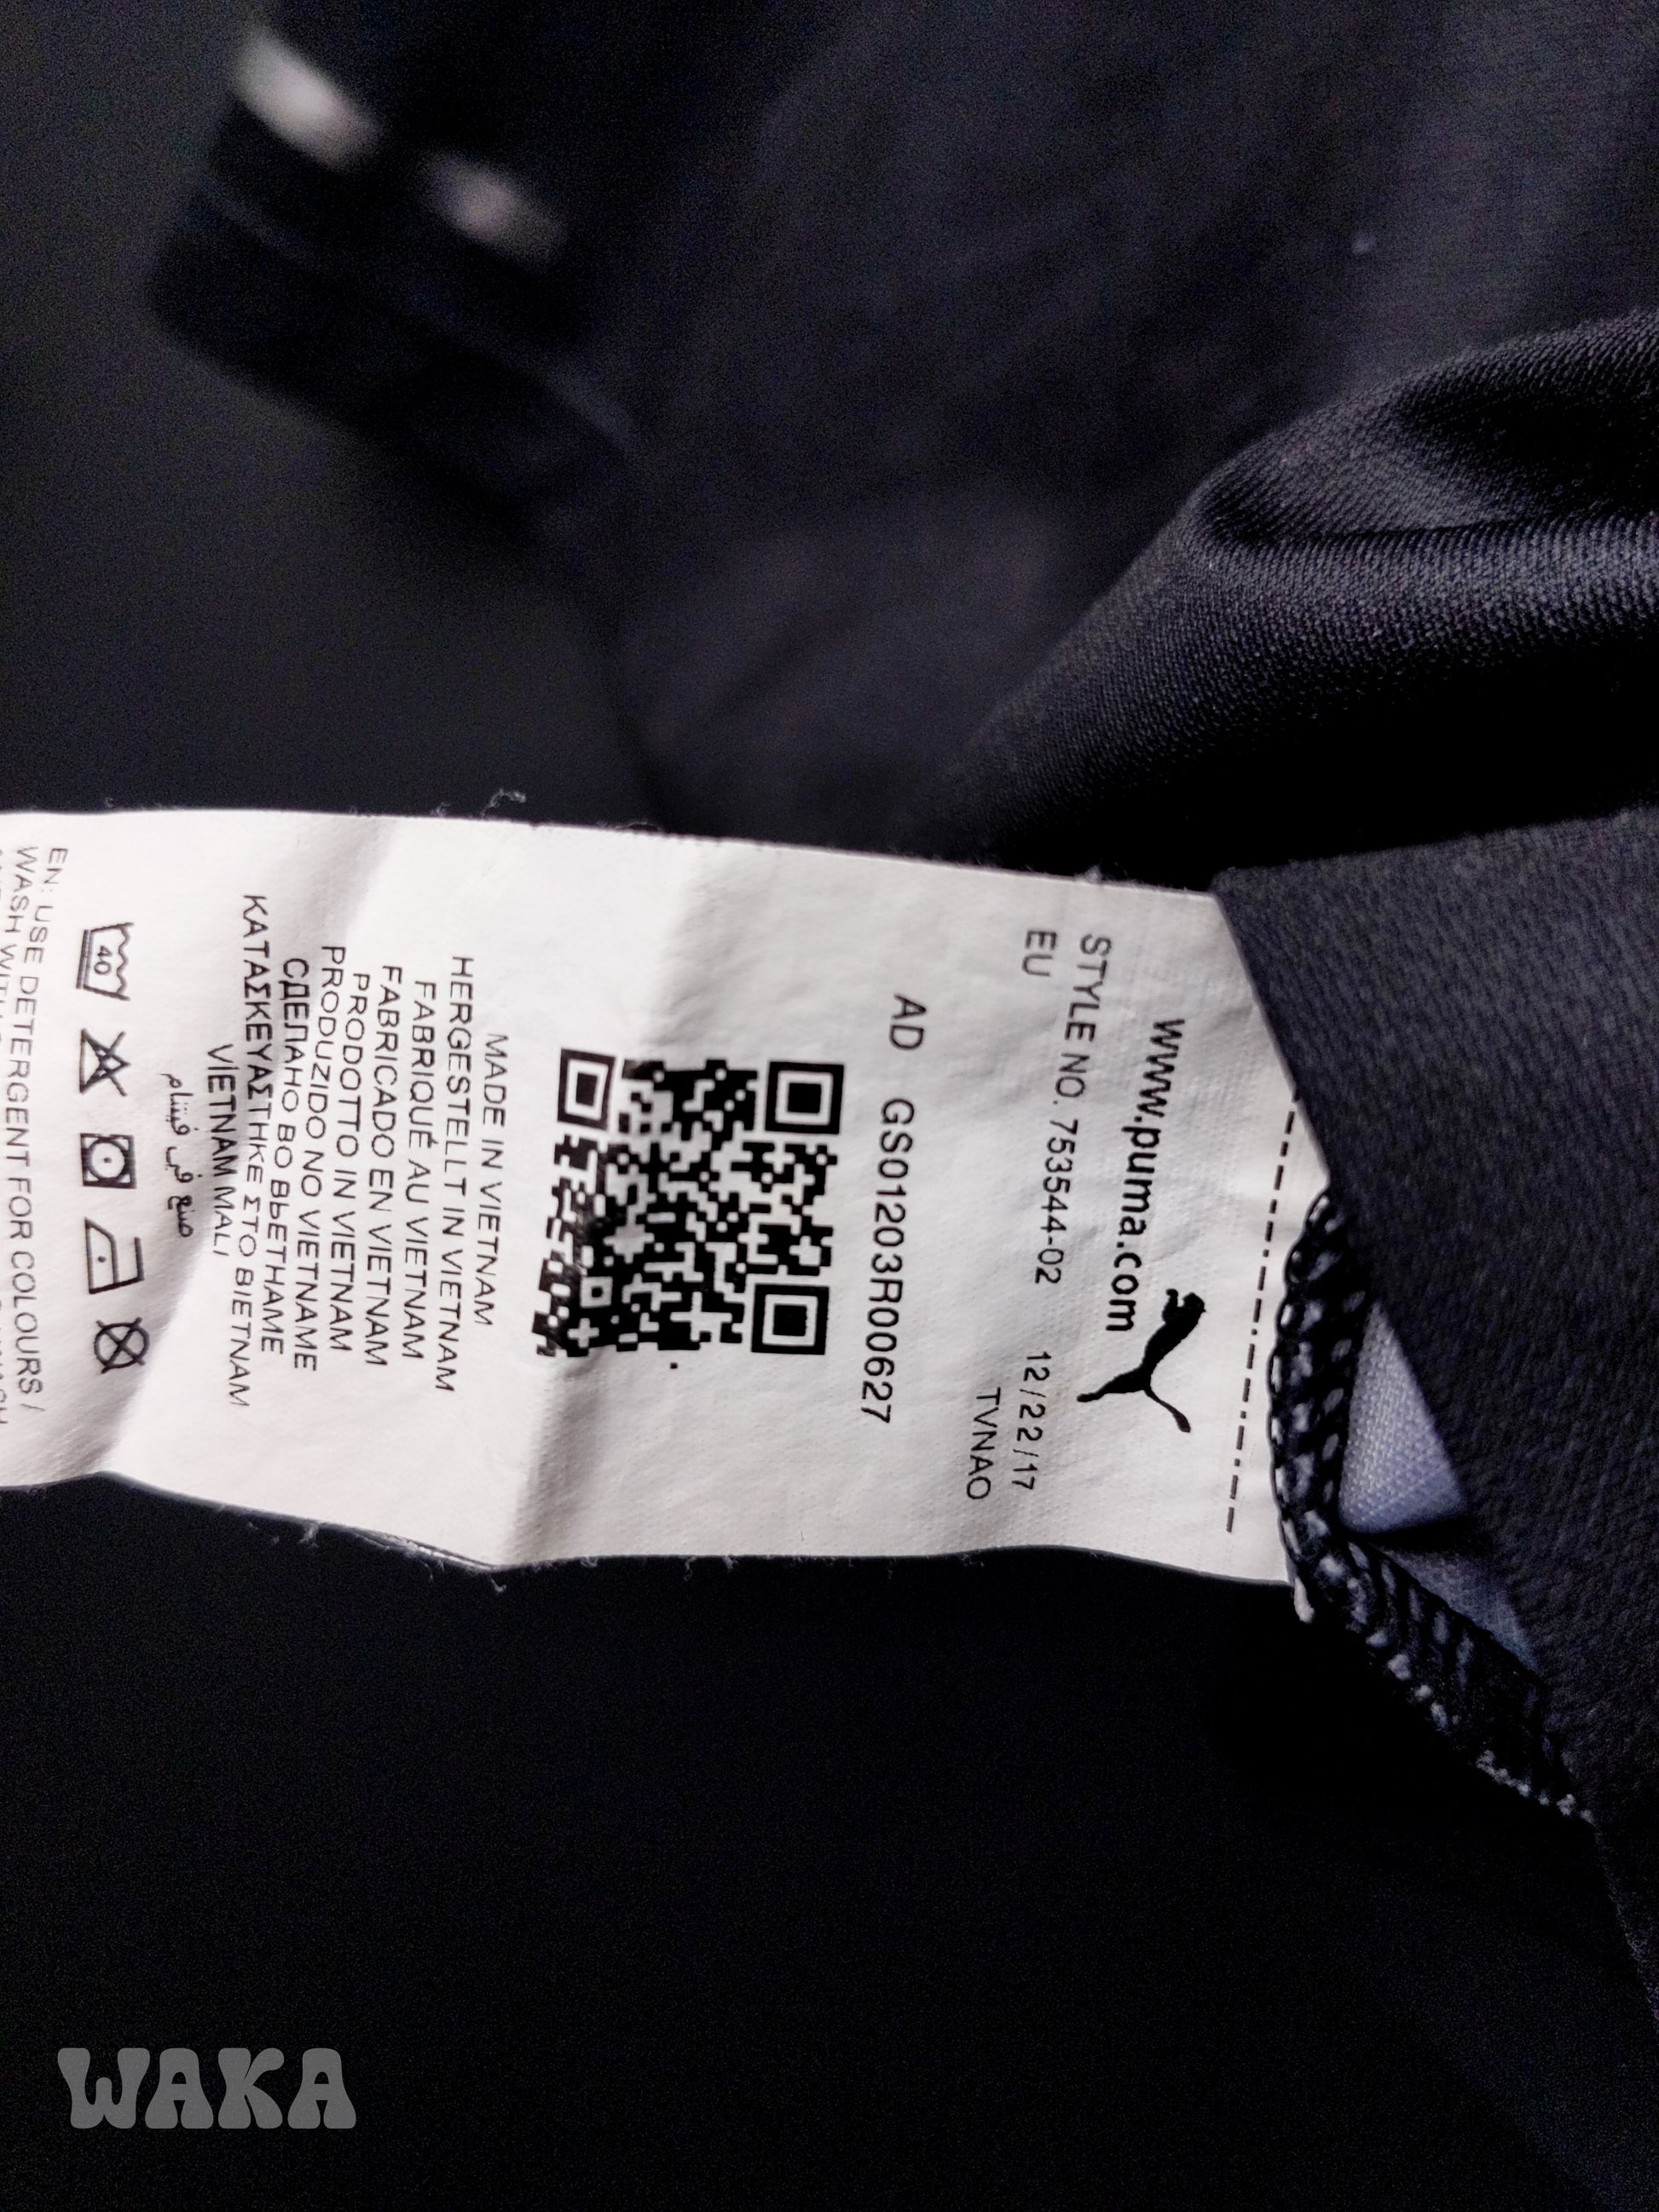 www.puma.com
STYLE NO. 753544-02 12/22/17
EU TVNAO
AD GS01203R00627
MADE IN VIETNAM
HERGESTELLT IN VIETNAM
FABRIQUÉ AU VIETNAM
FABRICADO EN VIETNAM
PRODOTTO IN VIETNAM
PRODUZIDO NO VIETNAME
СДЕЛАНО ВО ВЬЕТНАМЕ
ΚΑΤΑΣΚΕΥΑΣΤΗΚΕ ΣΤΟ ΒΙΕΤΝΑΜ
VIETNAM MALI
صنع في فيتنام
40
EN: USE DETERGENT FOR COLOURS /
WAKA